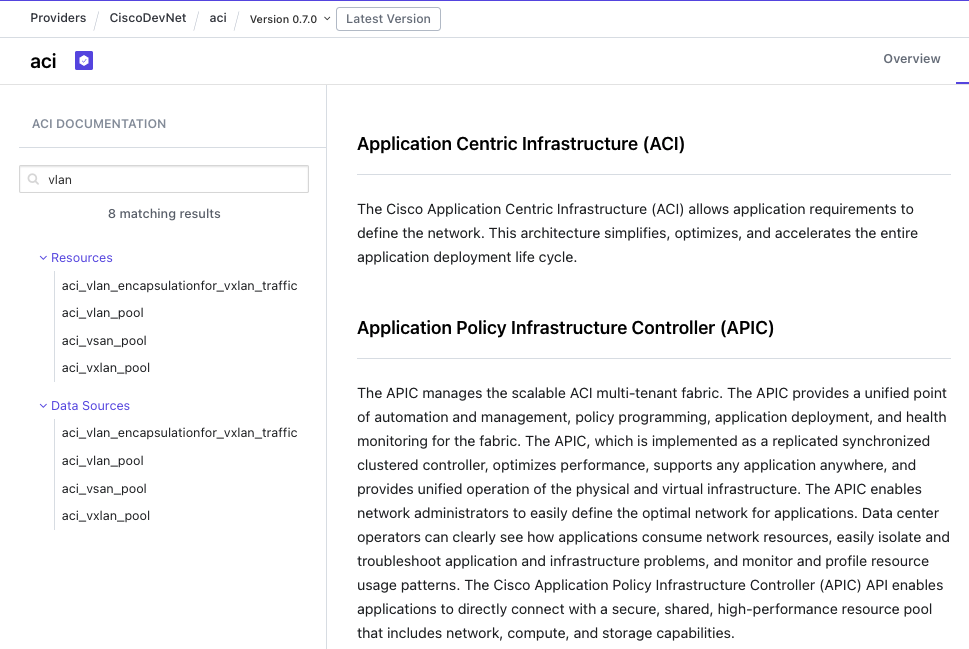 Providers / CiscoDevNet / aci / Version 0.7.0 Latest Version
aci
Overview
ACI DOCUMENTATION
vlan
8 matching results
Resources
aci_vlan_encapsulationfor_vxlan_traffic
aci_vlan_pool
aci_vsan_pool
aci_vxlan_pool
Data Sources
aci_vlan_encapsulationfor_vxlan_traffic
aci_vlan_pool
aci_vsan_pool
aci_vxlan_pool
Application Centric Infrastructure (ACI)
The Cisco Application Centric Infrastructure (ACI) allows application requirements to
define the network. This architecture simplifies, optimizes, and accelerates the entire
application deployment life cycle.
Application Policy Infrastructure Controller (APIC)
The APIC manages the scalable ACI multi-tenant fabric. The APIC provides a unified point
of automation and management, policy programming, application deployment, and health
monitoring for the fabric. The APIC, which is implemented as a replicated synchronized
clustered controller, optimizes performance, supports any application anywhere, and
provides unified operation of the physical and virtual infrastructure. The APIC enables
network administrators to easily define the optimal network for applications. Data center
operators can clearly see how applications consume network resources, easily isolate and
troubleshoot application and infrastructure problems, and monitor and profile resource
usage patterns. The Cisco Application Policy Infrastructure Controller (APIC) API enables
applications to directly connect with a secure, shared, high-performance resource pool
that includes network, compute, and storage capabilities.